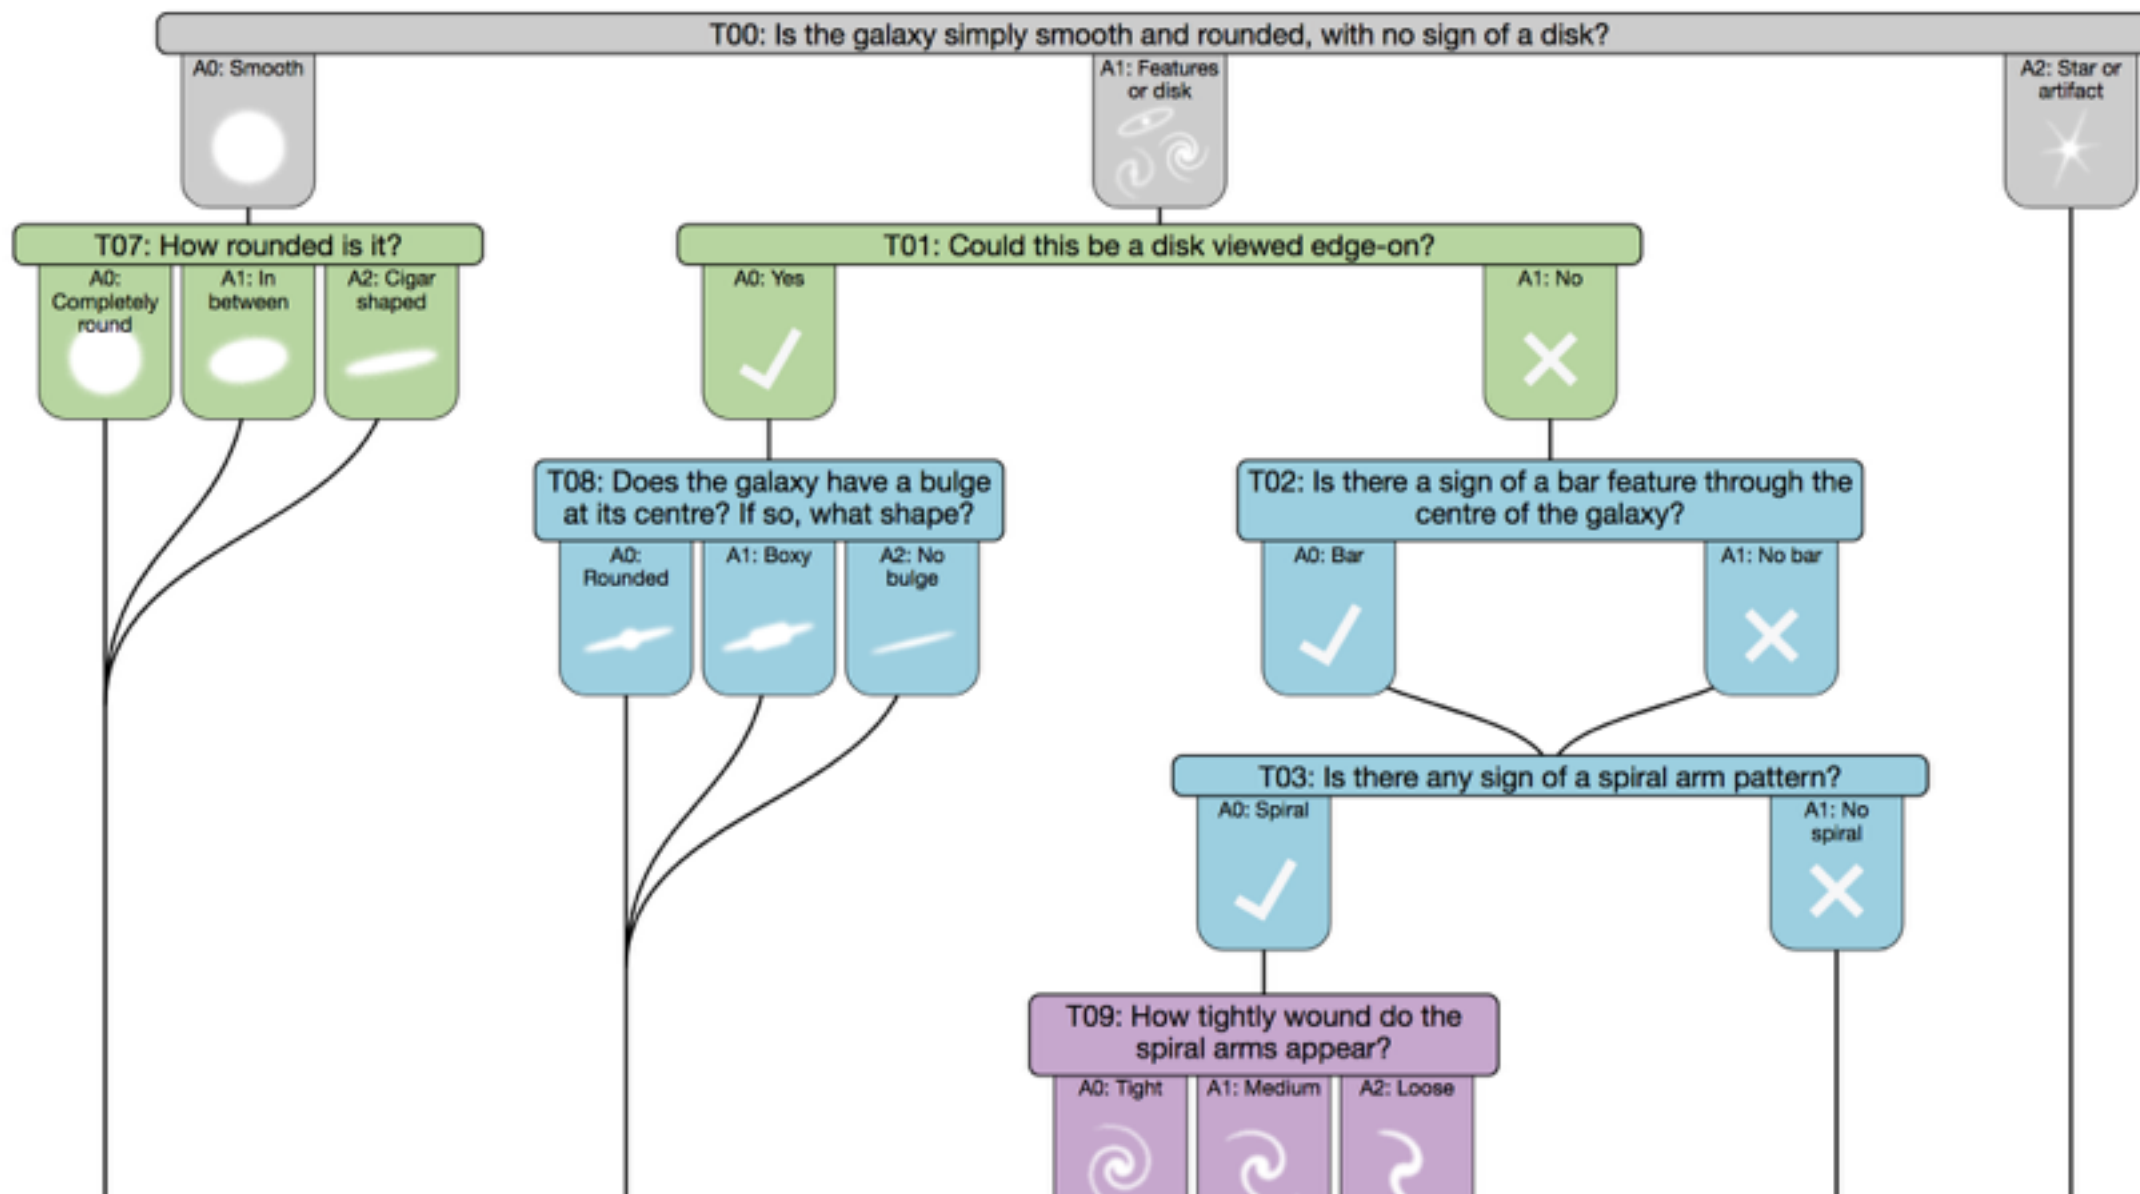 T00: Is the galaxy simply smooth and rounded, with no sign of a disk?
A0: Smooth
A1: Features
or disk
A2: Star or
artifact
T07: How rounded is it?
A0:
Completely
round
A1: In
between
A2: Cigar
shaped
T01: Could this be a disk viewed edge-on?
A0: Yes
A1: No
T08: Does the galaxy have a bulge
at its centre? If so, what shape?
A0:
Rounded
A1: Boxy
A2: No
bulge
T02: Is there a sign of a bar feature through the
centre of the galaxy?
A0: Bar
A1: No bar
T03: Is there any sign of a spiral arm pattern?
A0: Spiral
A1: No
spiral
T09: How tightly wound do the
spiral arms appear?
A0: Tight
A1: Medium
A2: Loose